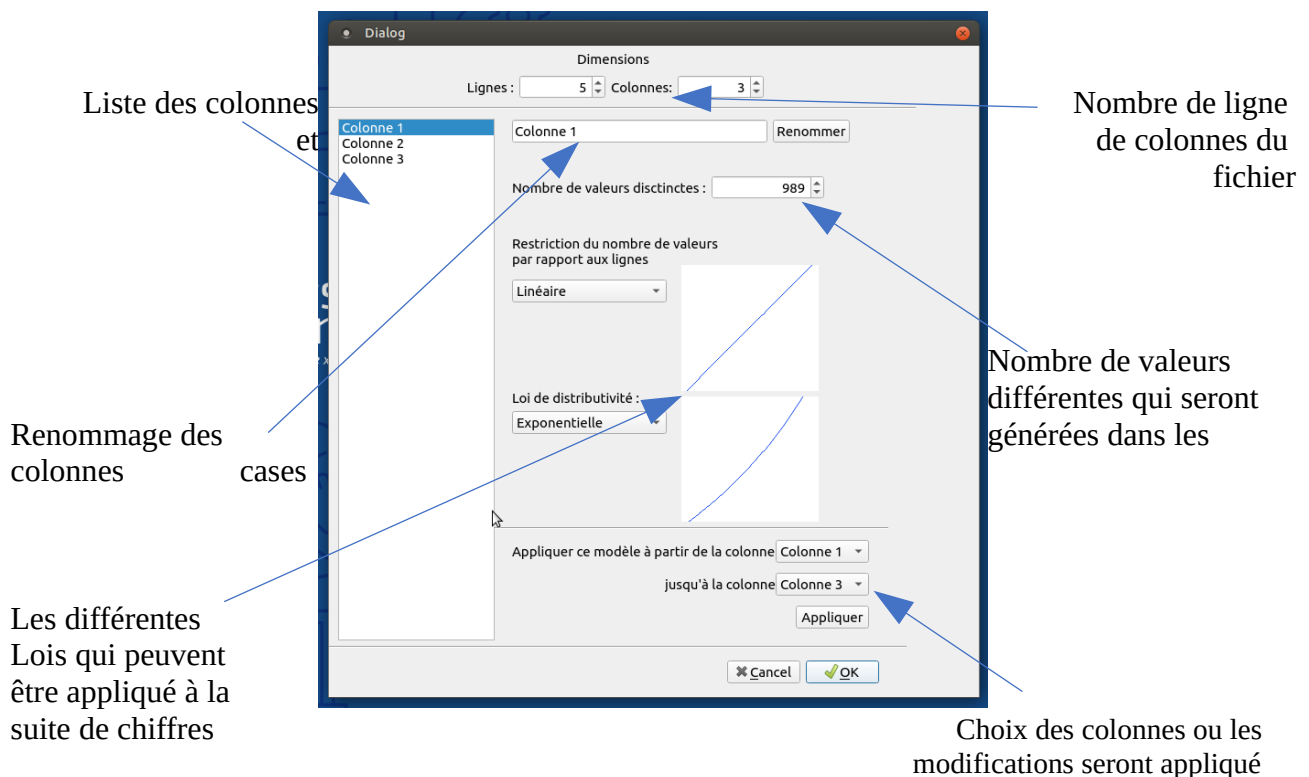 Dialog
Dimensions
Lignes : 5 Colonnes: 3
Liste des colonnes
et
Nombre de ligne
de colonnes du
fichier
Colonne 1
Colonne 2
Colonne 3
Colonne 1 Renommer
Nombre de valeurs disctinctes : 989
Restriction du nombre de valeurs
par rapport aux lignes
Linéaire
Nombre de valeurs
différentes qui seront
générées dans les
Loi de distributivité :
Exponentielle
Renommage des
colonnes cases
Appliquer ce modèle à partir de la colonne Colonne 1
jusqu'à la colonne Colonne 3
Appliquer
Les différentes
Lois qui peuvent
être appliqué à la
suite de chiffres
Cancel OK
Choix des colonnes ou les
modifications seront appliqué